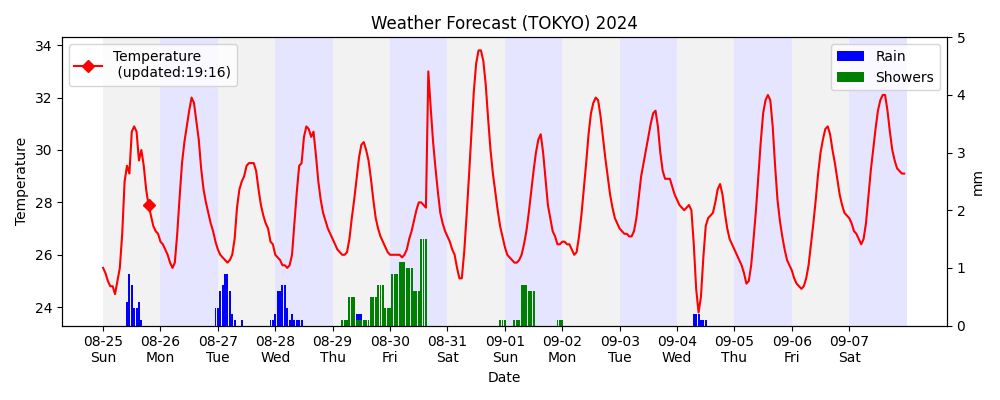 Weather Forecast (TOKYO) 2024
Temperature
(updated:19:16)
Rain
Showers
Temperature
34
32
30
28
26
24
5
4
3
2
1
0
mm
08-25 08-26 08-27 08-28 08-29 08-30 08-31 09-01 09-02 09-03 09-04 09-05 09-06 09-07
Sun Mon Tue Wed Thu Fri Sat Sun Mon Tue Wed Thu Fri Sat
Date